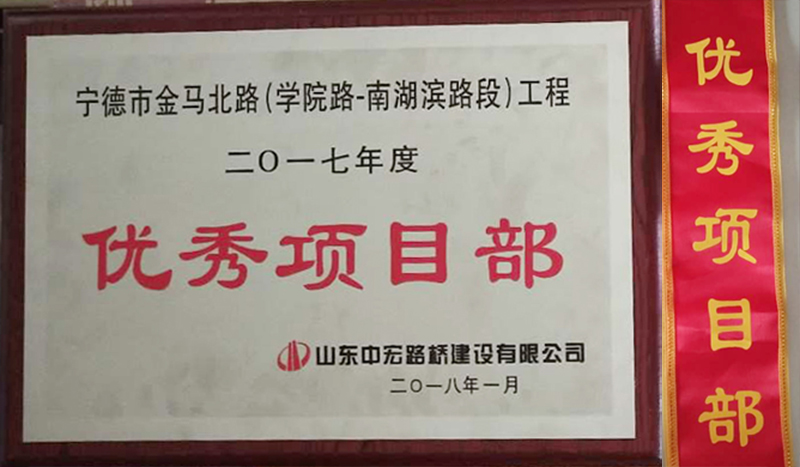 宁德市金马北路(学院路-南湖滨路段)工程
二〇一七年度
优秀项目部
山东中宏路桥建设有限公司
二〇一八年一月
优秀项目部